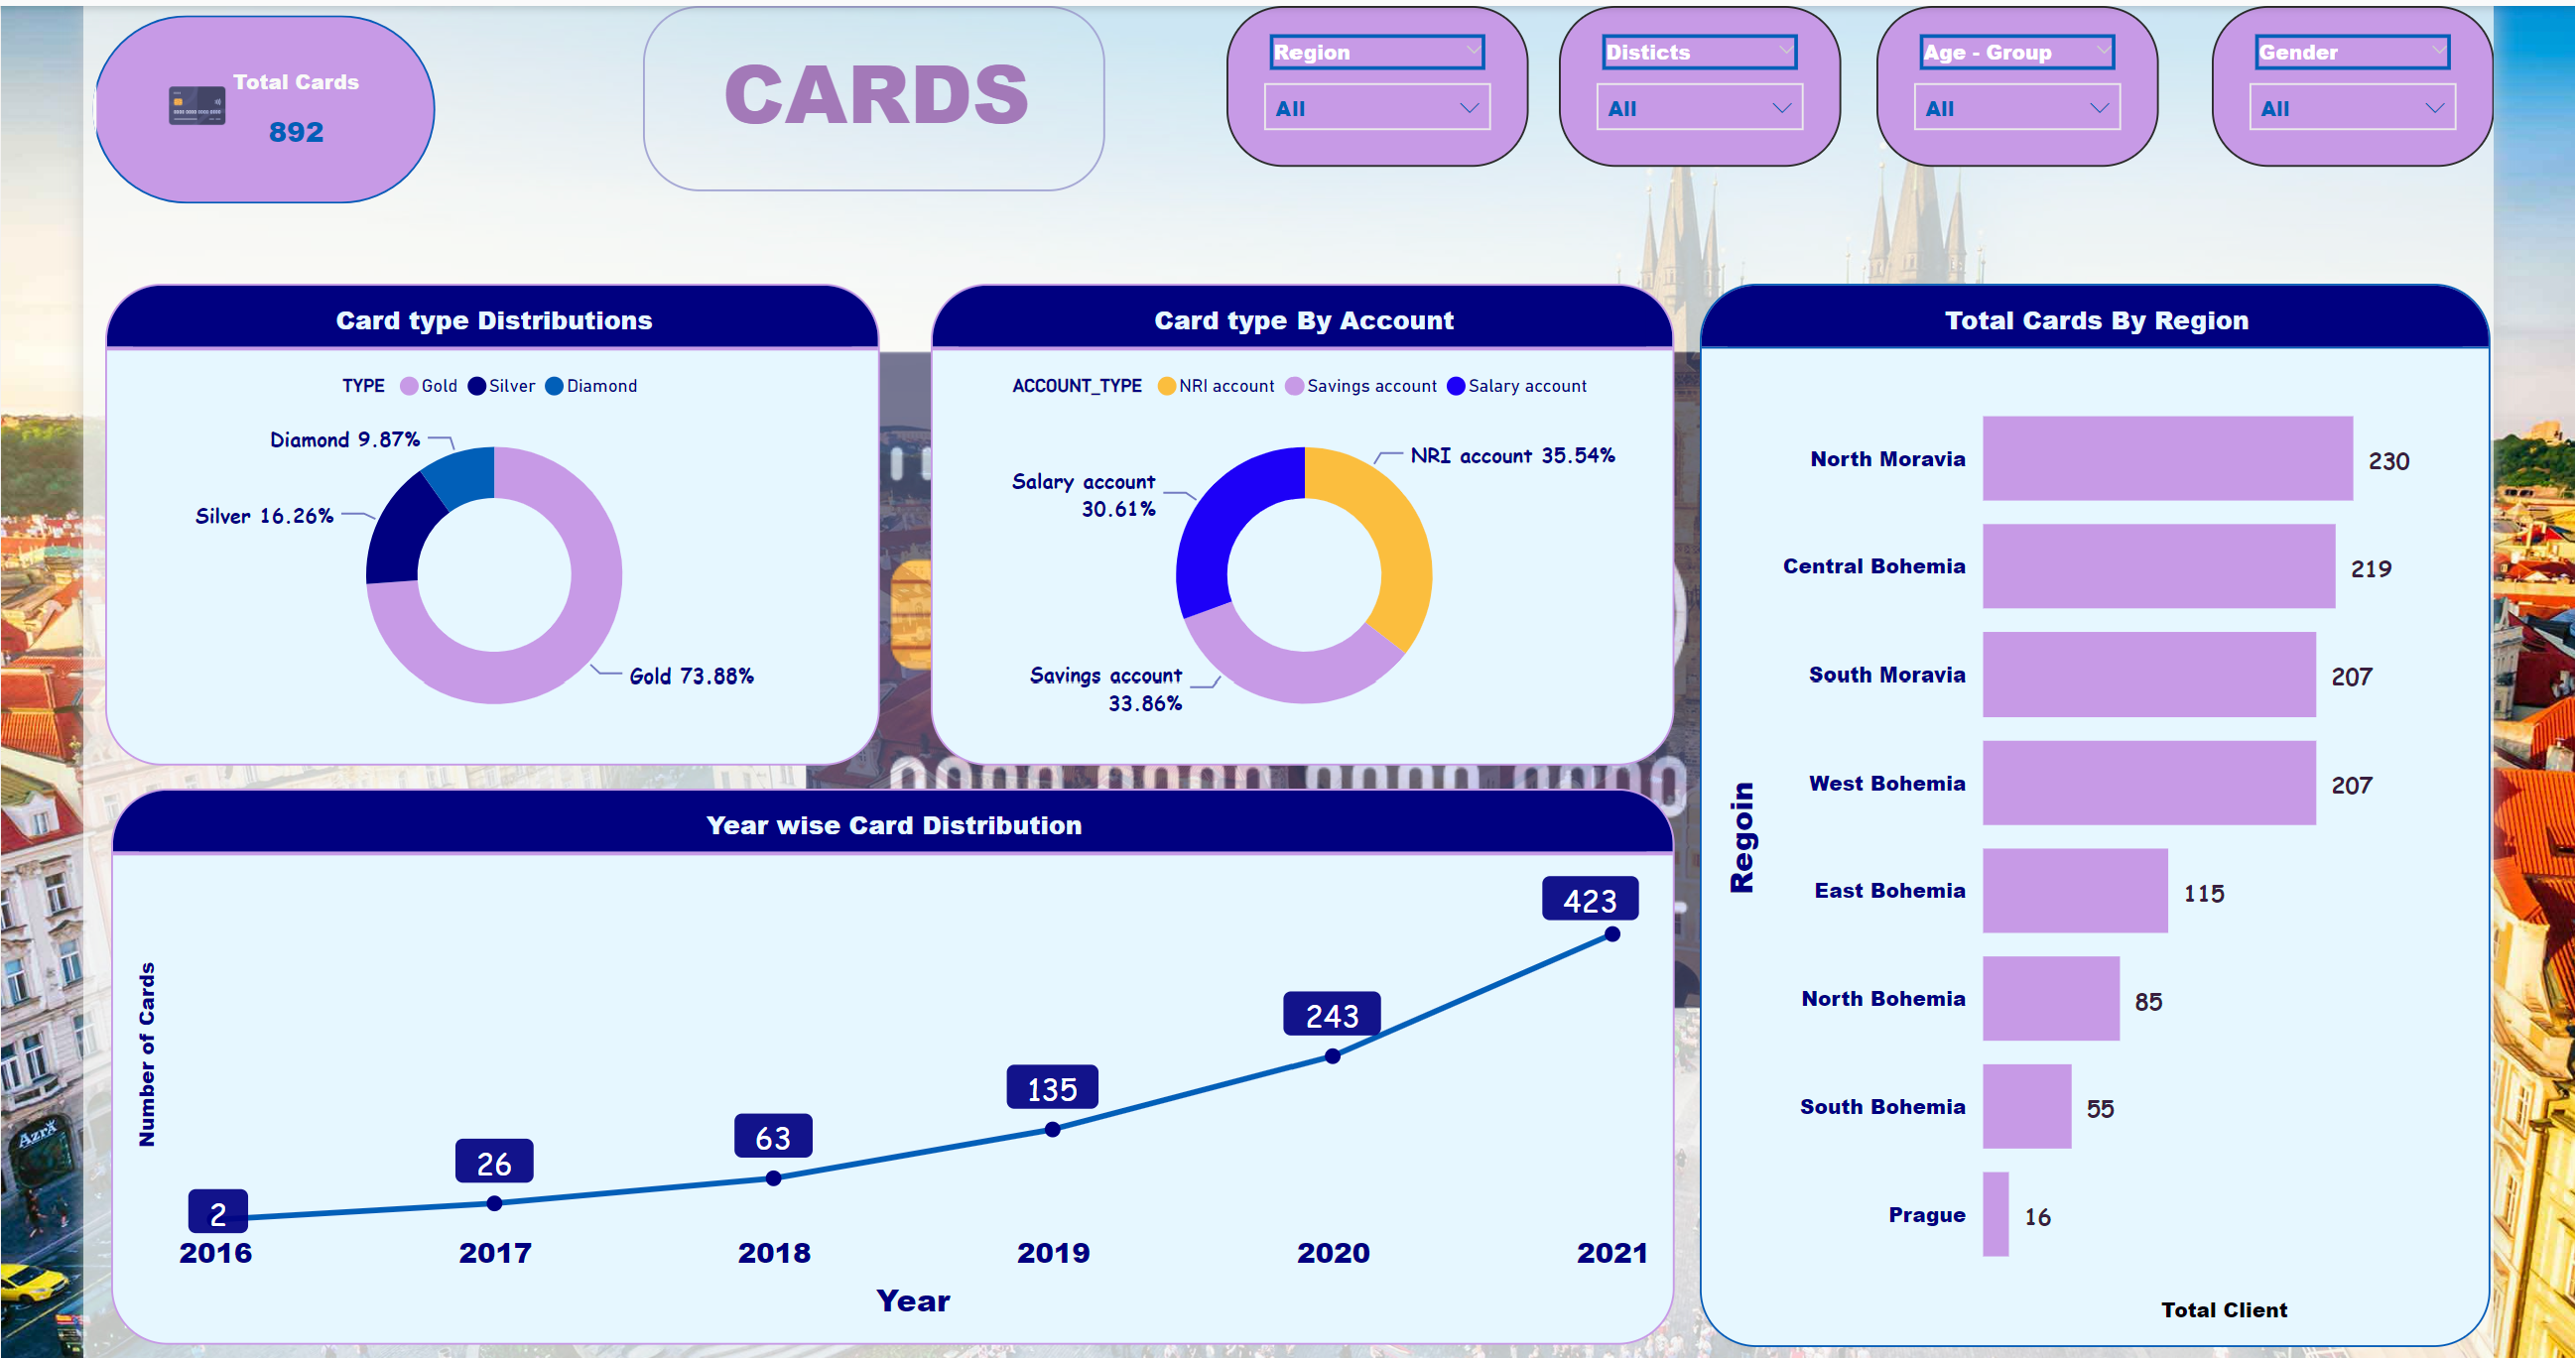 Total Cards
892
CARDS
Region
All
Disticts
All
Age - Group
All
Gender
All
Card type Distributions
TYPE Gold Silver Diamond
Diamond 9.87%
Silver 16.26%
Gold 73.88%
Card type By Account
ACCOUNT_TYPE NRI account Savings account Salary account
NRI account 35.54%
Salary account
30.61%
Savings account
33.86%
Total Cards By Region
Regoin
North Moravia 230
Central Bohemia 219
South Moravia 207
West Bohemia 207
East Bohemia 115
North Bohemia 85
South Bohemia 55
Prague 16
Total Client
Year wise Card Distribution
Number of Cards
423
243
135
63
26
2
2016 2017 2018 2019 2020 2021
Year
Azra